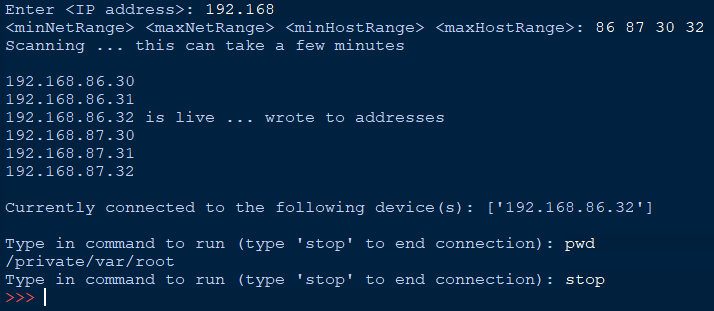 Enter <IP address>: 192.168
<minNetRange> <maxNetRange> <minHostRange> <maxHostRange>: 86 87 30 32
Scanning ... this can take a few minutes
192.168.86.30
192.168.86.31
192.168.86.32 is live ... wrote to addresses
192.168.87.30
192.168.87.31
192.168.87.32
Currently connected to the following device(s): ['192.168.86.32']
Type in command to run (type 'stop' to end connection): pwd
/private/var/root
Type in command to run (type 'stop' to end connection): stop
>>>